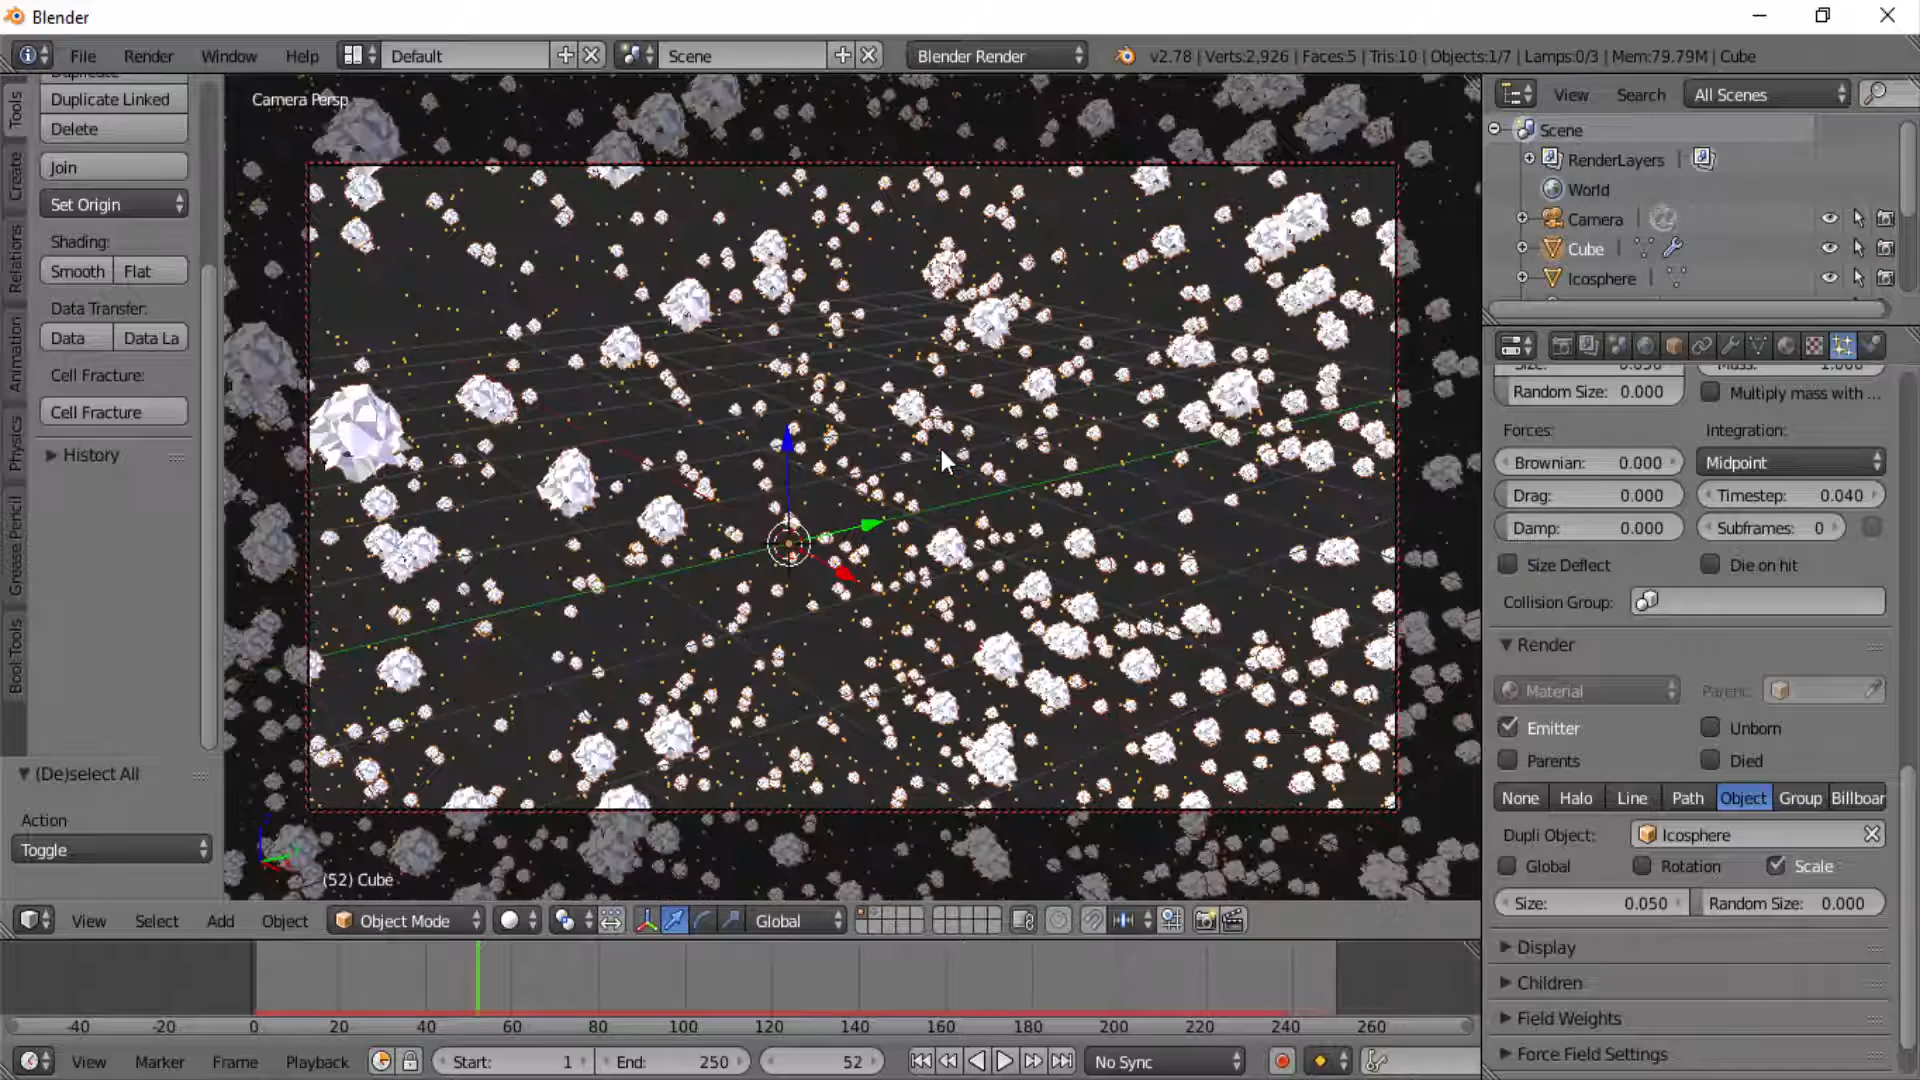 Blender
File Render Window Help Default Scene Blender Render v2.78 | Verts:2,926 | Faces:5 | Tris:10 | Objects:1/7 | Lamps:0/3 | Mem:79.79M | Cube
Duplicate
Duplicate Linked
Delete
Join
Set Origin
Shading:
Smooth Flat
Data Transfer:
Data Data La
Cell Fracture:
Cell Fracture
History
Tools
Create
Relations
Animation
Physics
Grease Pencil
Bool Tools
(De)select All
Action
Toggle
Camera Persp
(52) Cube
View Search All Scenes
Scene
RenderLayers
World
Camera
Cube
Icosphere
Size: 0.050 Mass: 1.000
Random Size: 0.000 Multiply mass with ...
Forces: Integration:
Brownian: 0.000 Midpoint
Drag: 0.000 Timestep: 0.040
Damp: 0.000 Subframes: 0
Size Deflect Die on hit
Collision Group:
Render
Material Paren:
Emitter Unborn
Parents Died
None Halo Line Path Object Group Billboar
Dupli Object: Icosphere
Global Rotation Scale
Size: 0.050 Random Size: 0.000
Display
Children
Field Weights
Force Field Settings
View Select Add Object Object Mode Global
-40 -20 0 20 40 60 80 100 120 140 160 180 200 220 240 260
View Marker Frame Playback Start: 1 End: 250 52 No Sync